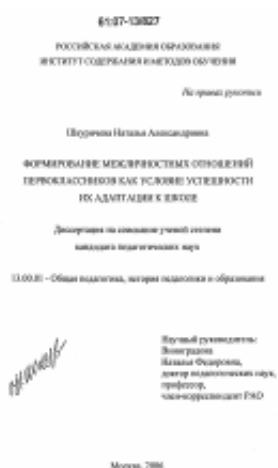 61:07-13/827
РОССИЙСКАЯ АКАДЕМИЯ ОБРАЗОВАНИЯ
ИНСТИТУТ СОДЕРЖАНИЯ И МЕТОДОВ ОБУЧЕНИЯ
На правах рукописи
Шкуричева Наталья Александровна
ФОРМИРОВАНИЕ МЕЖЛИЧНОСТНЫХ ОТНОШЕНИЙ
ПЕРВОКЛАССНИКОВ КАК УСЛОВИЕ УСПЕШНОСТИ
ИХ АДАПТАЦИИ К ШКОЛЕ
Диссертация на соискание ученой степени
кандидата педагогических наук
13.00.01 – Общая педагогика, история педагогики и образования
Научный руководитель:
Виноградова
Наталья Федоровна,
доктор педагогических наук,
профессор,
член-корреспондент РАО
Москва, 2006